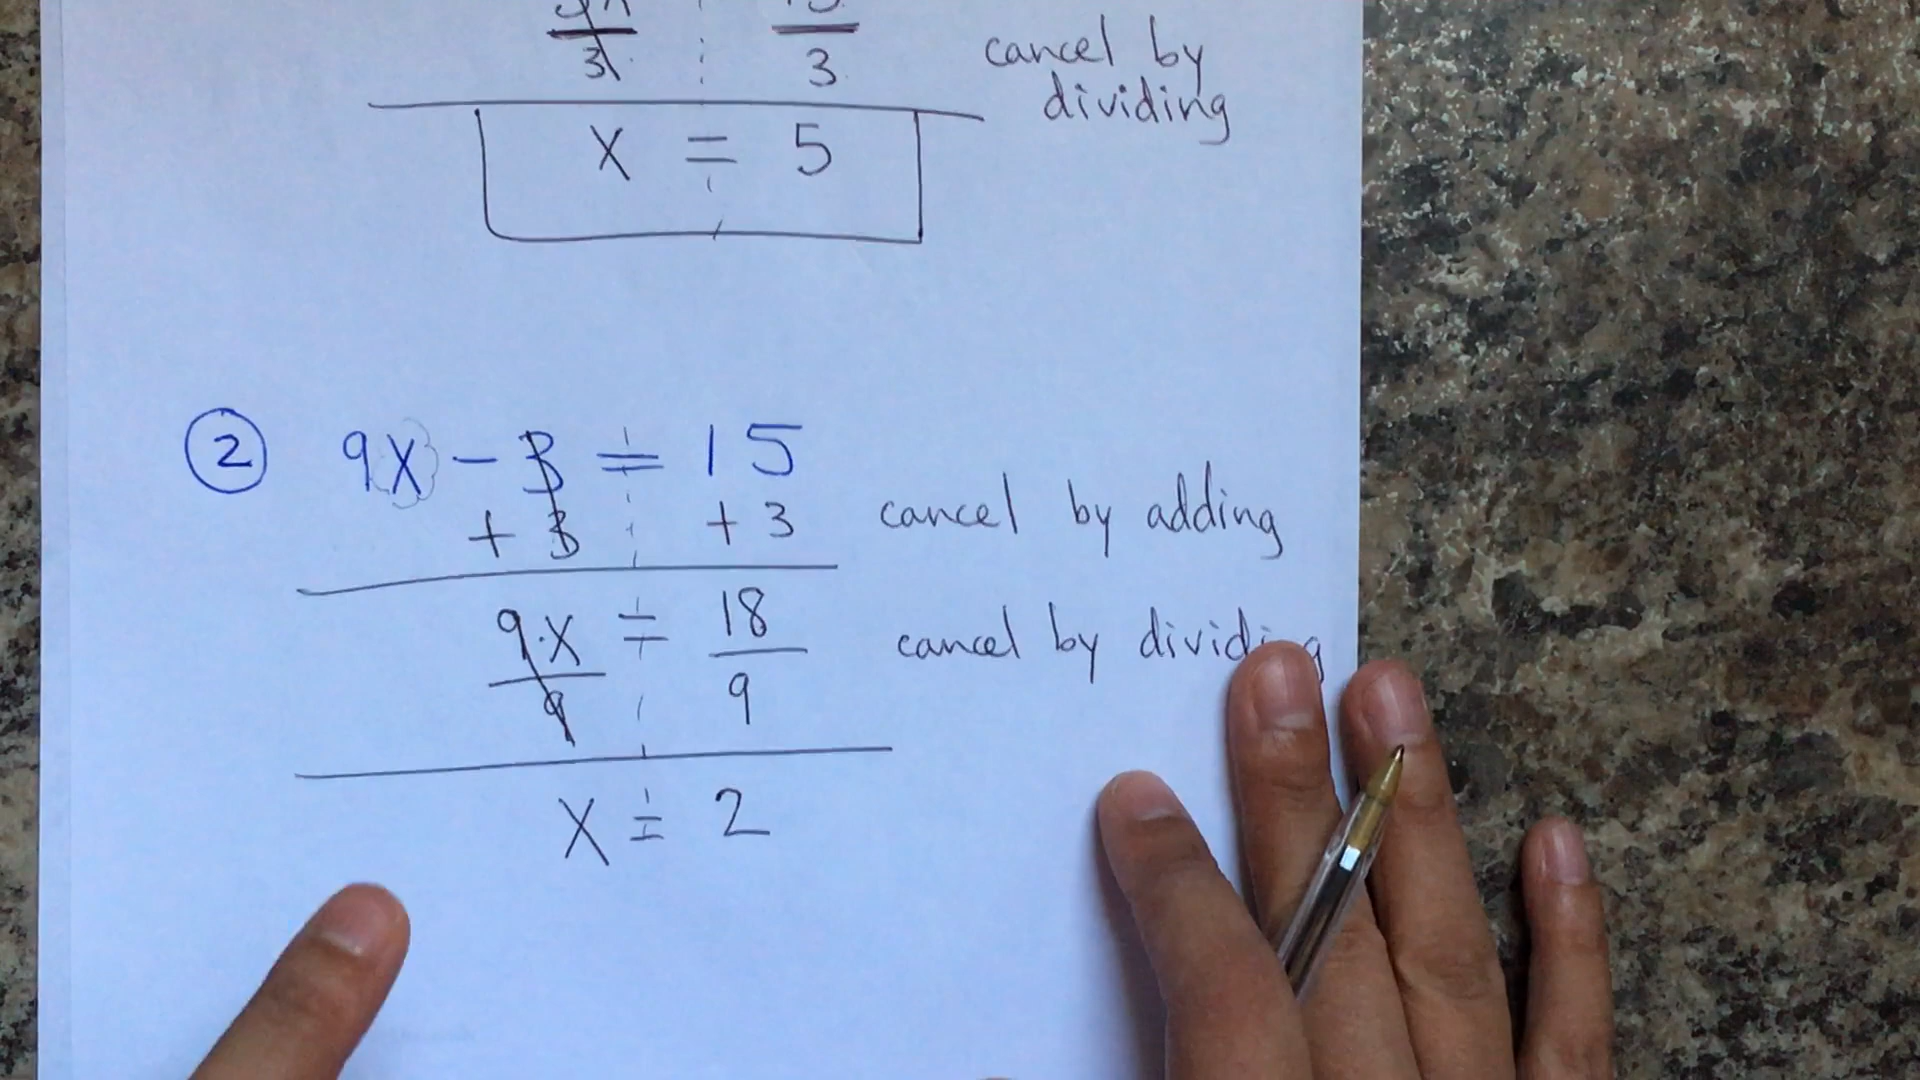 3 3 cancel by
dividing
x = 5
② 9x - 3 = 15
+ 3 + 3 cancel by adding
9·x = 18 cancel by dividing
9 9
x = 2